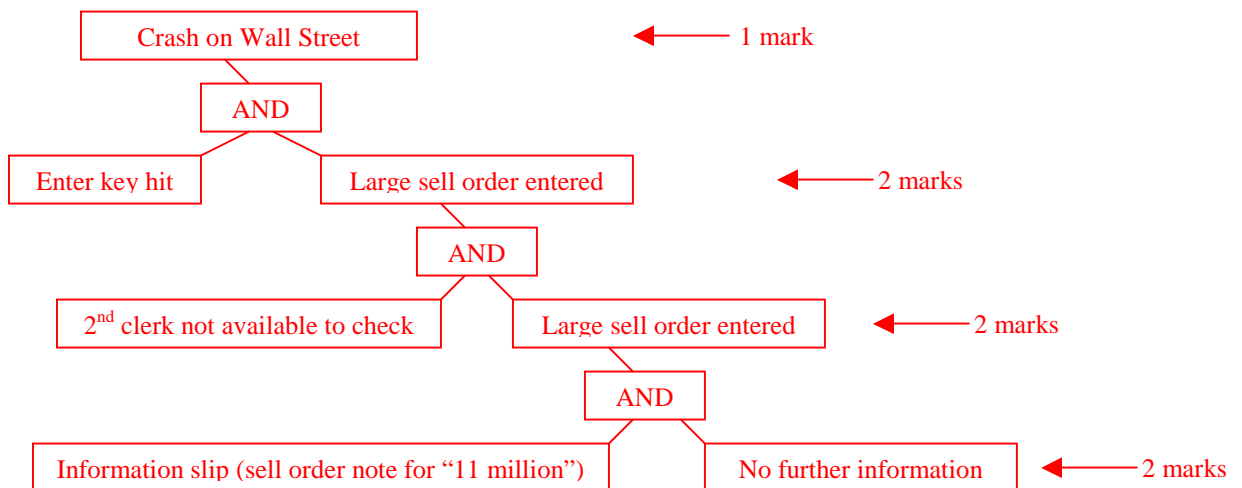 Crash on Wall Street
1 mark
AND
Enter key hit
Large sell order entered
2 marks
AND
2nd clerk not available to check
Large sell order entered
2 marks
AND
Information slip (sell order note for “11 million”)
No further information
2 marks